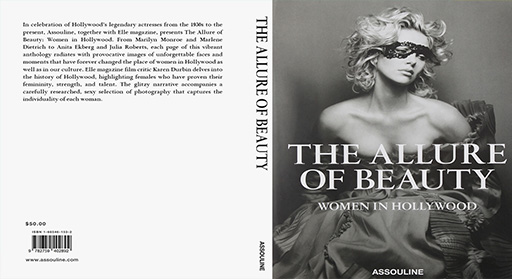 In celebration of Hollywood's legendary actresses from the 1930s to the
present, Assouline, together with Elle magazine, presents The Allure of
Beauty: Women in Hollywood. From Marilyn Monroe and Marlene
Dietrich to Anita Ekberg and Julia Roberts, each page of this vibrant
anthology radiates with provocative images of unforgettable faces and
moments that have forever changed the place of women in Hollywood as
well as in our culture. Elle magazine film critic Karen Durbin delves into
the history of Hollywood, highlighting females who have proven their
femininity, strength, and talent. The glitzy narrative accompanies a
carefully researched, sexy selection of photography that captures the
individuality of each woman.
$50.00
www.assouline.com
THE ALLURE OF BEAUTY
ASSOULINE
THE ALLURE
OF BEAUTY
WOMEN IN HOLLYWOOD
ASSOULINE